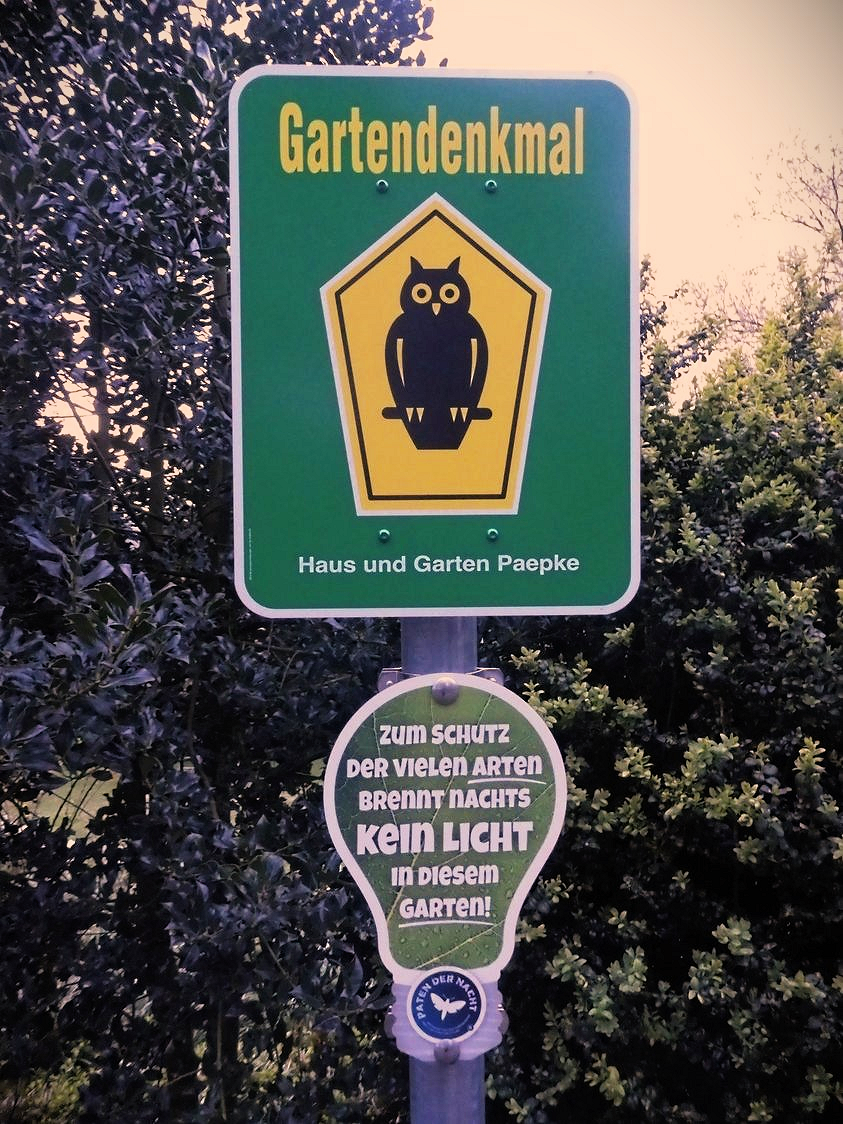 Gartendenkmal
Haus und Garten Paepke
ZUM SCHUTZ
DER VIELEN ARTEN
BRENNT NACHTS
KEIN LICHT
IN DIESEM
GARTEN!
PATEN DER NACHT